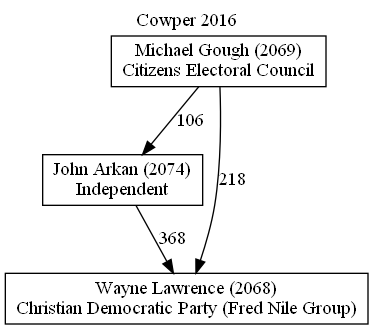 Cowper 2016
Michael Gough (2069)
Citizens Electoral Council
106
John Arkan (2074)
Independent
218
368
Wayne Lawrence (2068)
Christian Democratic Party (Fred Nile Group)